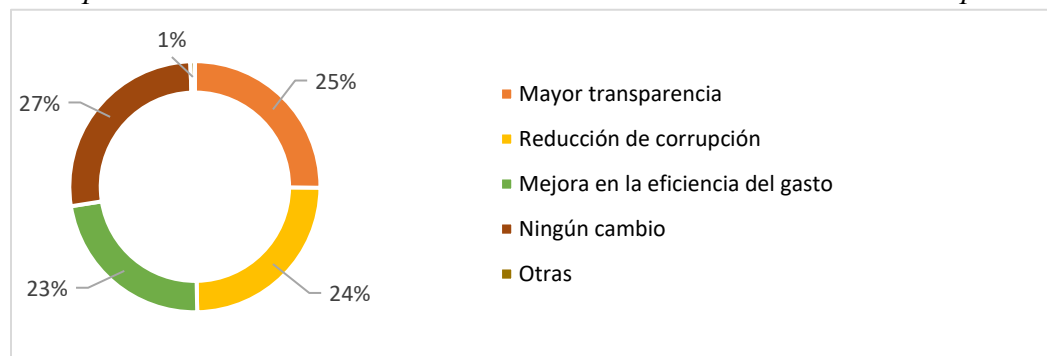 1%
25%
27%
Mayor transparencia
Reducción de corrupción
Mejora en la eficiencia del gasto
Ningún cambio
Otras
23%
24%